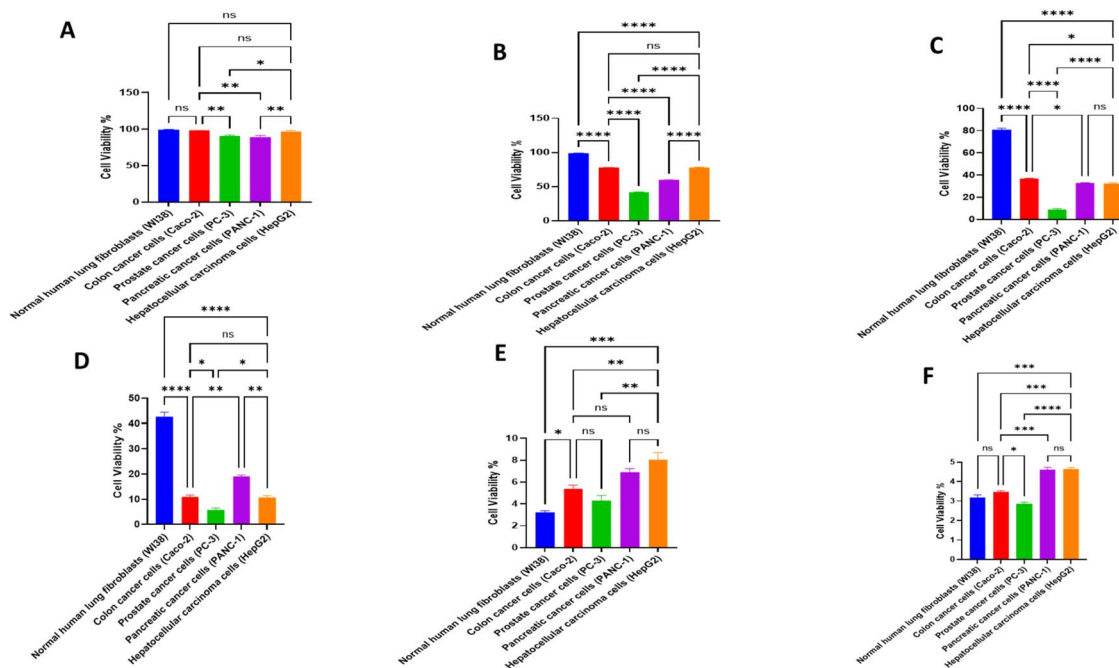 A
ns
ns
*
**
ns
**
**
150
100
50
0
Cell Viability %
Normal human lung fibroblasts (WI38)
Colon cancer cells (Caco-2)
Prostate cancer cells (PC-3)
Pancreatic cancer cells (PANC-1)
Hepatocellular carcinoma cells (HepG2)
B
****
ns
****
****
****
****
****
150
100
50
0
Cell Viability %
Normal human lung fibroblasts (WI38)
Colon cancer cells (Caco-2)
Prostate cancer cells (PC-3)
Pancreatic cancer cells (PANC-1)
Hepatocellular carcinoma cells (HepG2)
C
****
*
****
****
****
*
ns
80
60
40
20
0
Cell Viability %
Normal human lung fibroblasts (WI38)
Colon cancer cells (Caco-2)
Prostate cancer cells (PC-3)
Pancreatic cancer cells (PANC-1)
Hepatocellular carcinoma cells (HepG2)
D
****
ns
*
*
****
**
**
50
40
30
20
10
0
Cell Viability %
Normal human lung fibroblasts (WI38)
Colon cancer cells (Caco-2)
Prostate cancer cells (PC-3)
Pancreatic cancer cells (PANC-1)
Hepatocellular carcinoma cells (HepG2)
E
***
**
**
ns
*
ns
ns
8
6
4
2
0
Cell Viability %
Normal human lung fibroblasts (WI38)
Colon cancer cells (Caco-2)
Prostate cancer cells (PC-3)
Pancreatic cancer cells (PANC-1)
Hepatocellular carcinoma cells (HepG2)
F
***
***
****
***
ns
*
ns
5
4
3
2
1
0
Cell Viability %
Normal human lung fibroblasts (WI38)
Colon cancer cells (Caco-2)
Prostate cancer cells (PC-3)
Pancreatic cancer cells (PANC-1)
Hepatocellular carcinoma cells (HepG2)